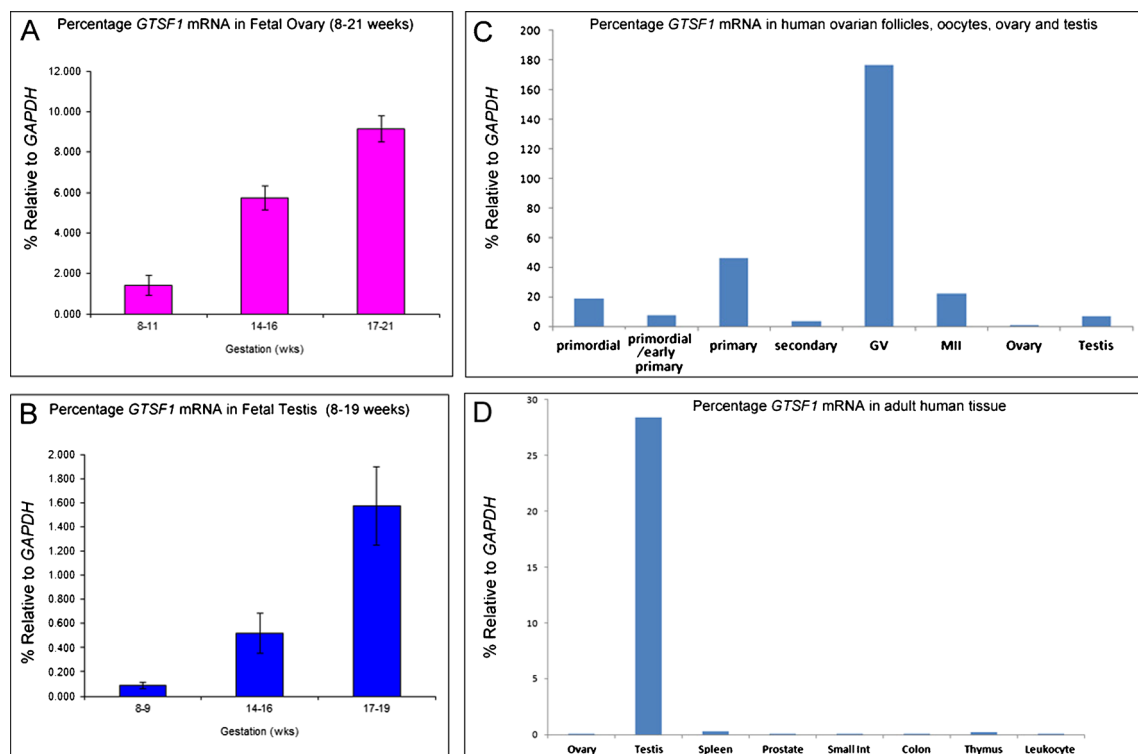 A
Percentage GTSF1 mRNA in Fetal Ovary (8-21 weeks)
% Relative to GAPDH
12.000
10.000
8.000
6.000
4.000
2.000
0.000
8-11
14-16
17-21
Gestation (wks)
B
Percentage GTSF1 mRNA in Fetal Testis (8-19 weeks)
% Relative to GAPDH
2.000
1.800
1.600
1.400
1.200
1.000
0.800
0.600
0.400
0.200
0.000
8-9
14-16
17-19
Gestation (wks)
C
Percentage GTSF1 mRNA in human ovarian follicles, oocytes, ovary and testis
% Relative to GAPDH
200
180
160
140
120
100
80
60
40
20
0
primordial
primordial
/early
primary
primary
secondary
GV
MII
Ovary
Testis
D
Percentage GTSF1 mRNA in adult human tissue
% Relative to GAPDH
30
25
20
15
10
5
0
Ovary
Testis
Spleen
Prostate
Small Int
Colon
Thymus
Leukocyte